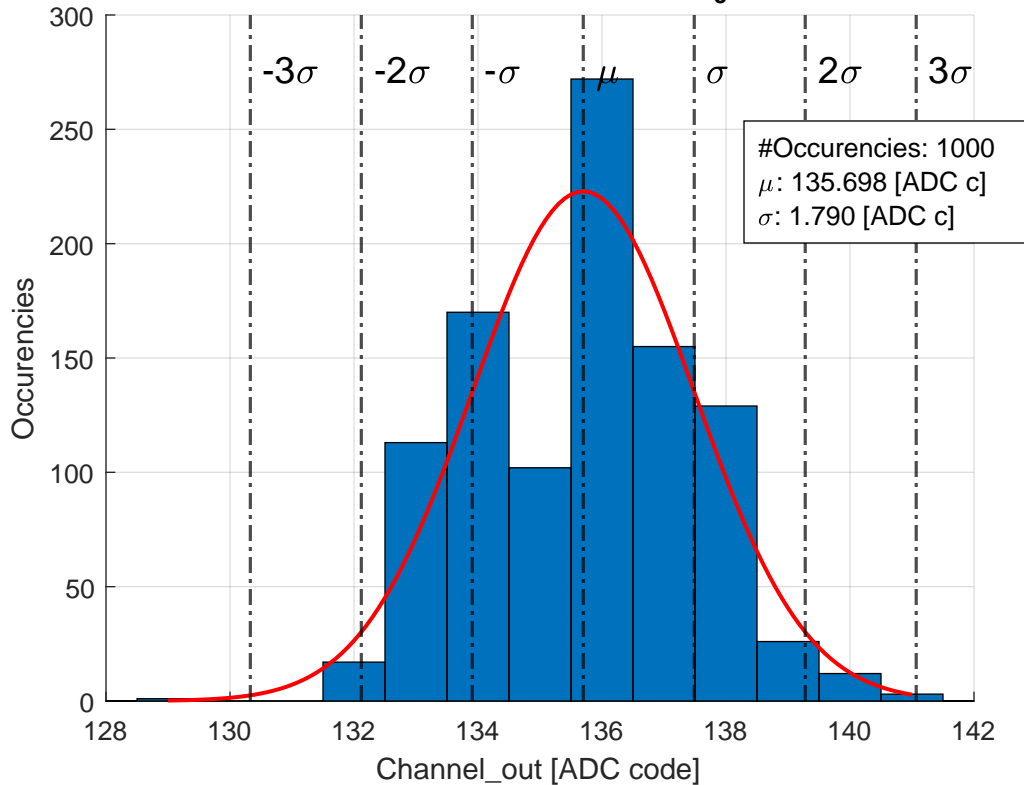 300
-3σ -2σ -σ μ σ 2σ 3σ
250
#Occurencies: 1000
μ: 135.698 [ADC c]
σ: 1.790 [ADC c]
200
150
100
50
0
Occurencies
128 130 132 134 136 138 140 142
Channel_out [ADC code]